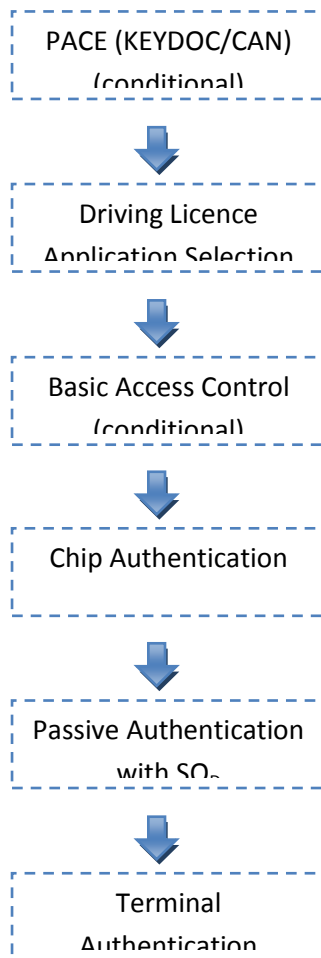 PACE (KEYDOC/CAN)
(conditional)
Driving Licence
Application Selection
Basic Access Control
(conditional)
Chip Authentication
Passive Authentication
with SO_D
Terminal
Authentication